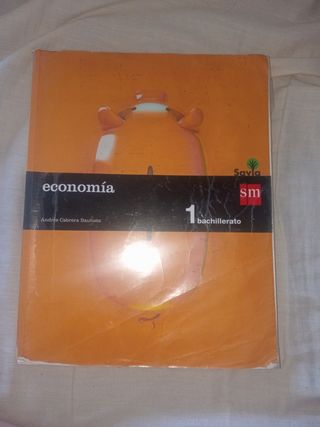 Savia
economía
sm
Andrés Cabrera Bautista
1 bachillerato